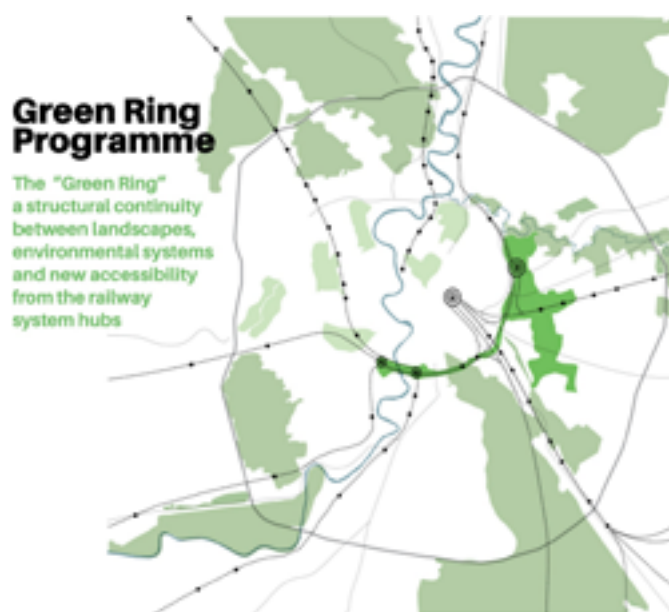 Green Ring
Programme
The "Green Ring"
a structural continuity
between landscapes,
environmental systems
and new accessibility
from the railway
system hubs